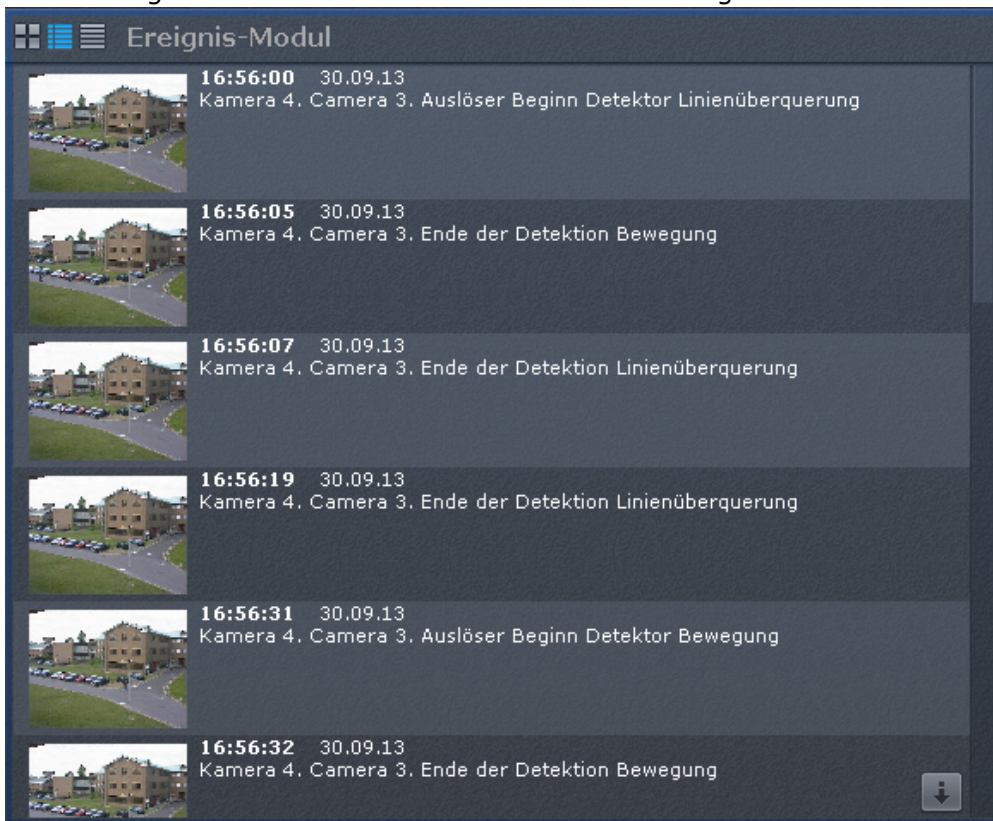 Ereignis-Modul
16:56:00 30.09.13
Kamera 4. Camera 3. Auslöser Beginn Detektor Linienüberquerung
16:56:05 30.09.13
Kamera 4. Camera 3. Ende der Detektion Bewegung
16:56:07 30.09.13
Kamera 4. Camera 3. Ende der Detektion Linienüberquerung
16:56:19 30.09.13
Kamera 4. Camera 3. Ende der Detektion Linienüberquerung
16:56:31 30.09.13
Kamera 4. Camera 3. Auslöser Beginn Detektor Bewegung
16:56:32 30.09.13
Kamera 4. Camera 3. Ende der Detektion Bewegung